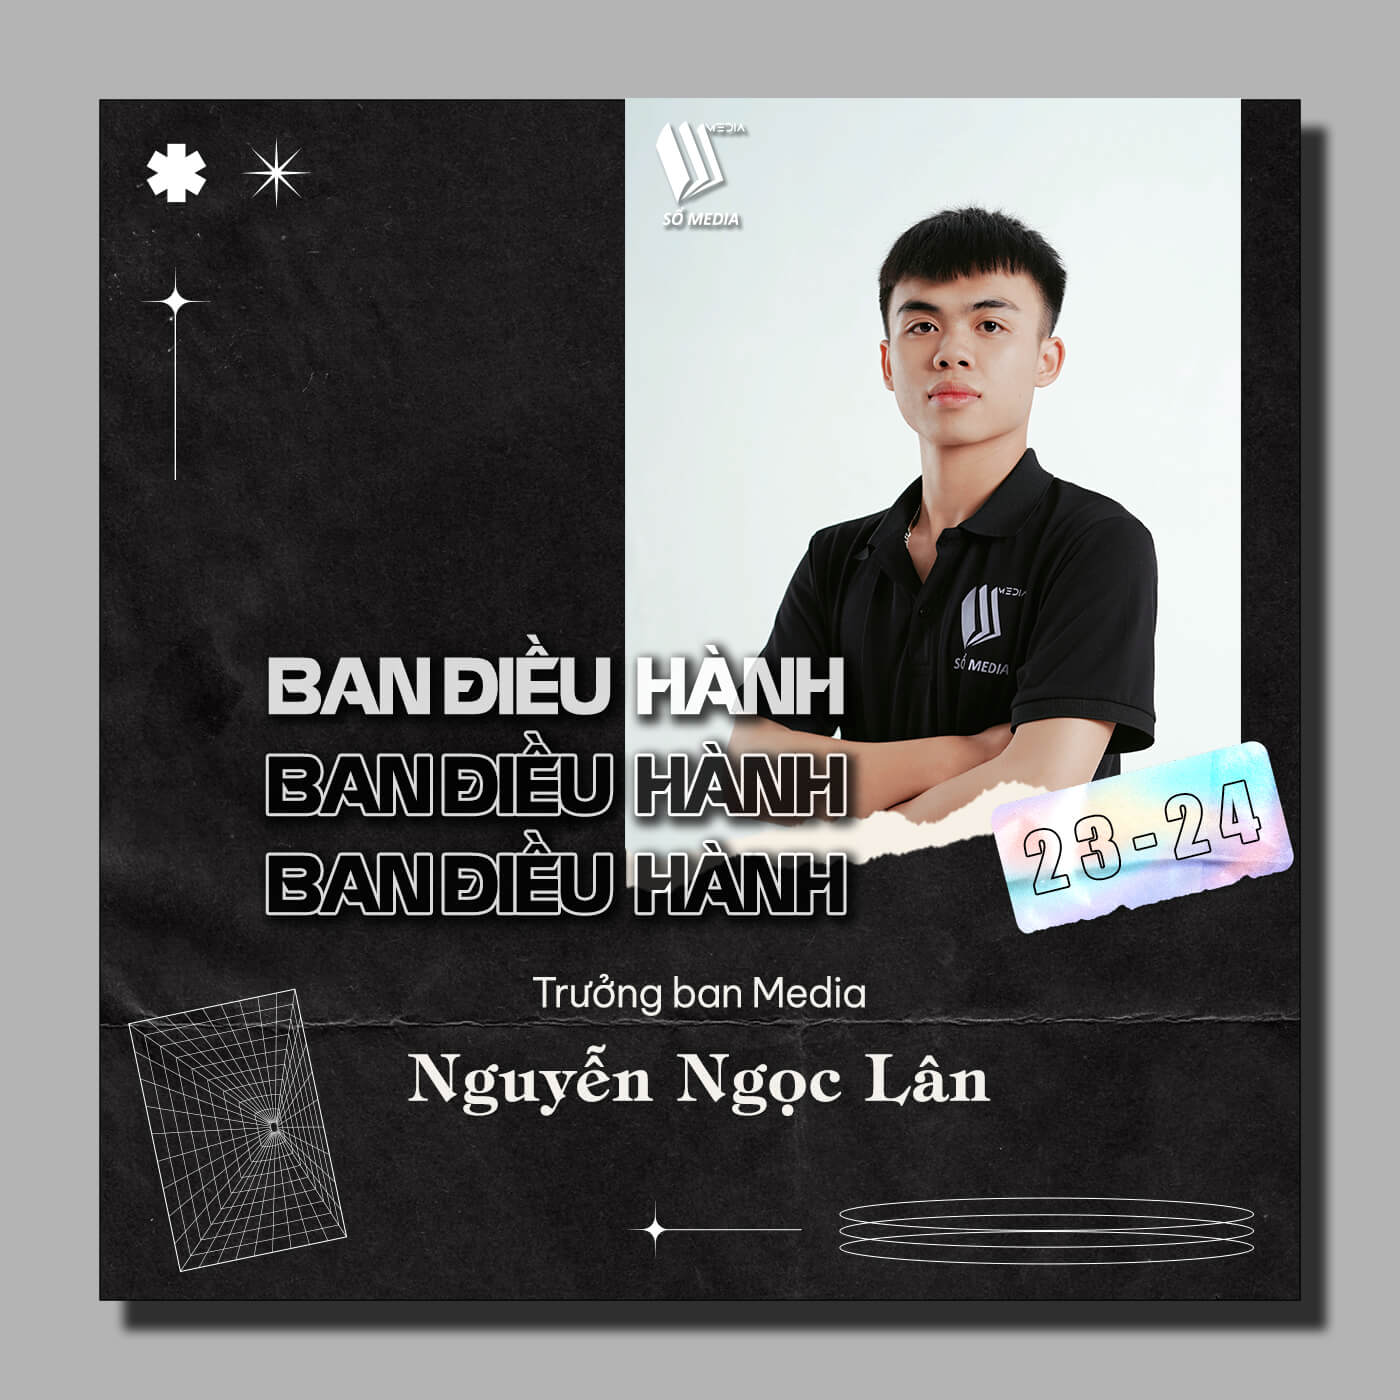 MEDIA
SỐ MEDIA
MEDIA
SỐ MEDIA
BAN ĐIỀU HÀNH
BAN ĐIỀU HÀNH
BAN ĐIỀU HÀNH
23-24
Trưởng ban Media
Nguyễn Ngọc Lân